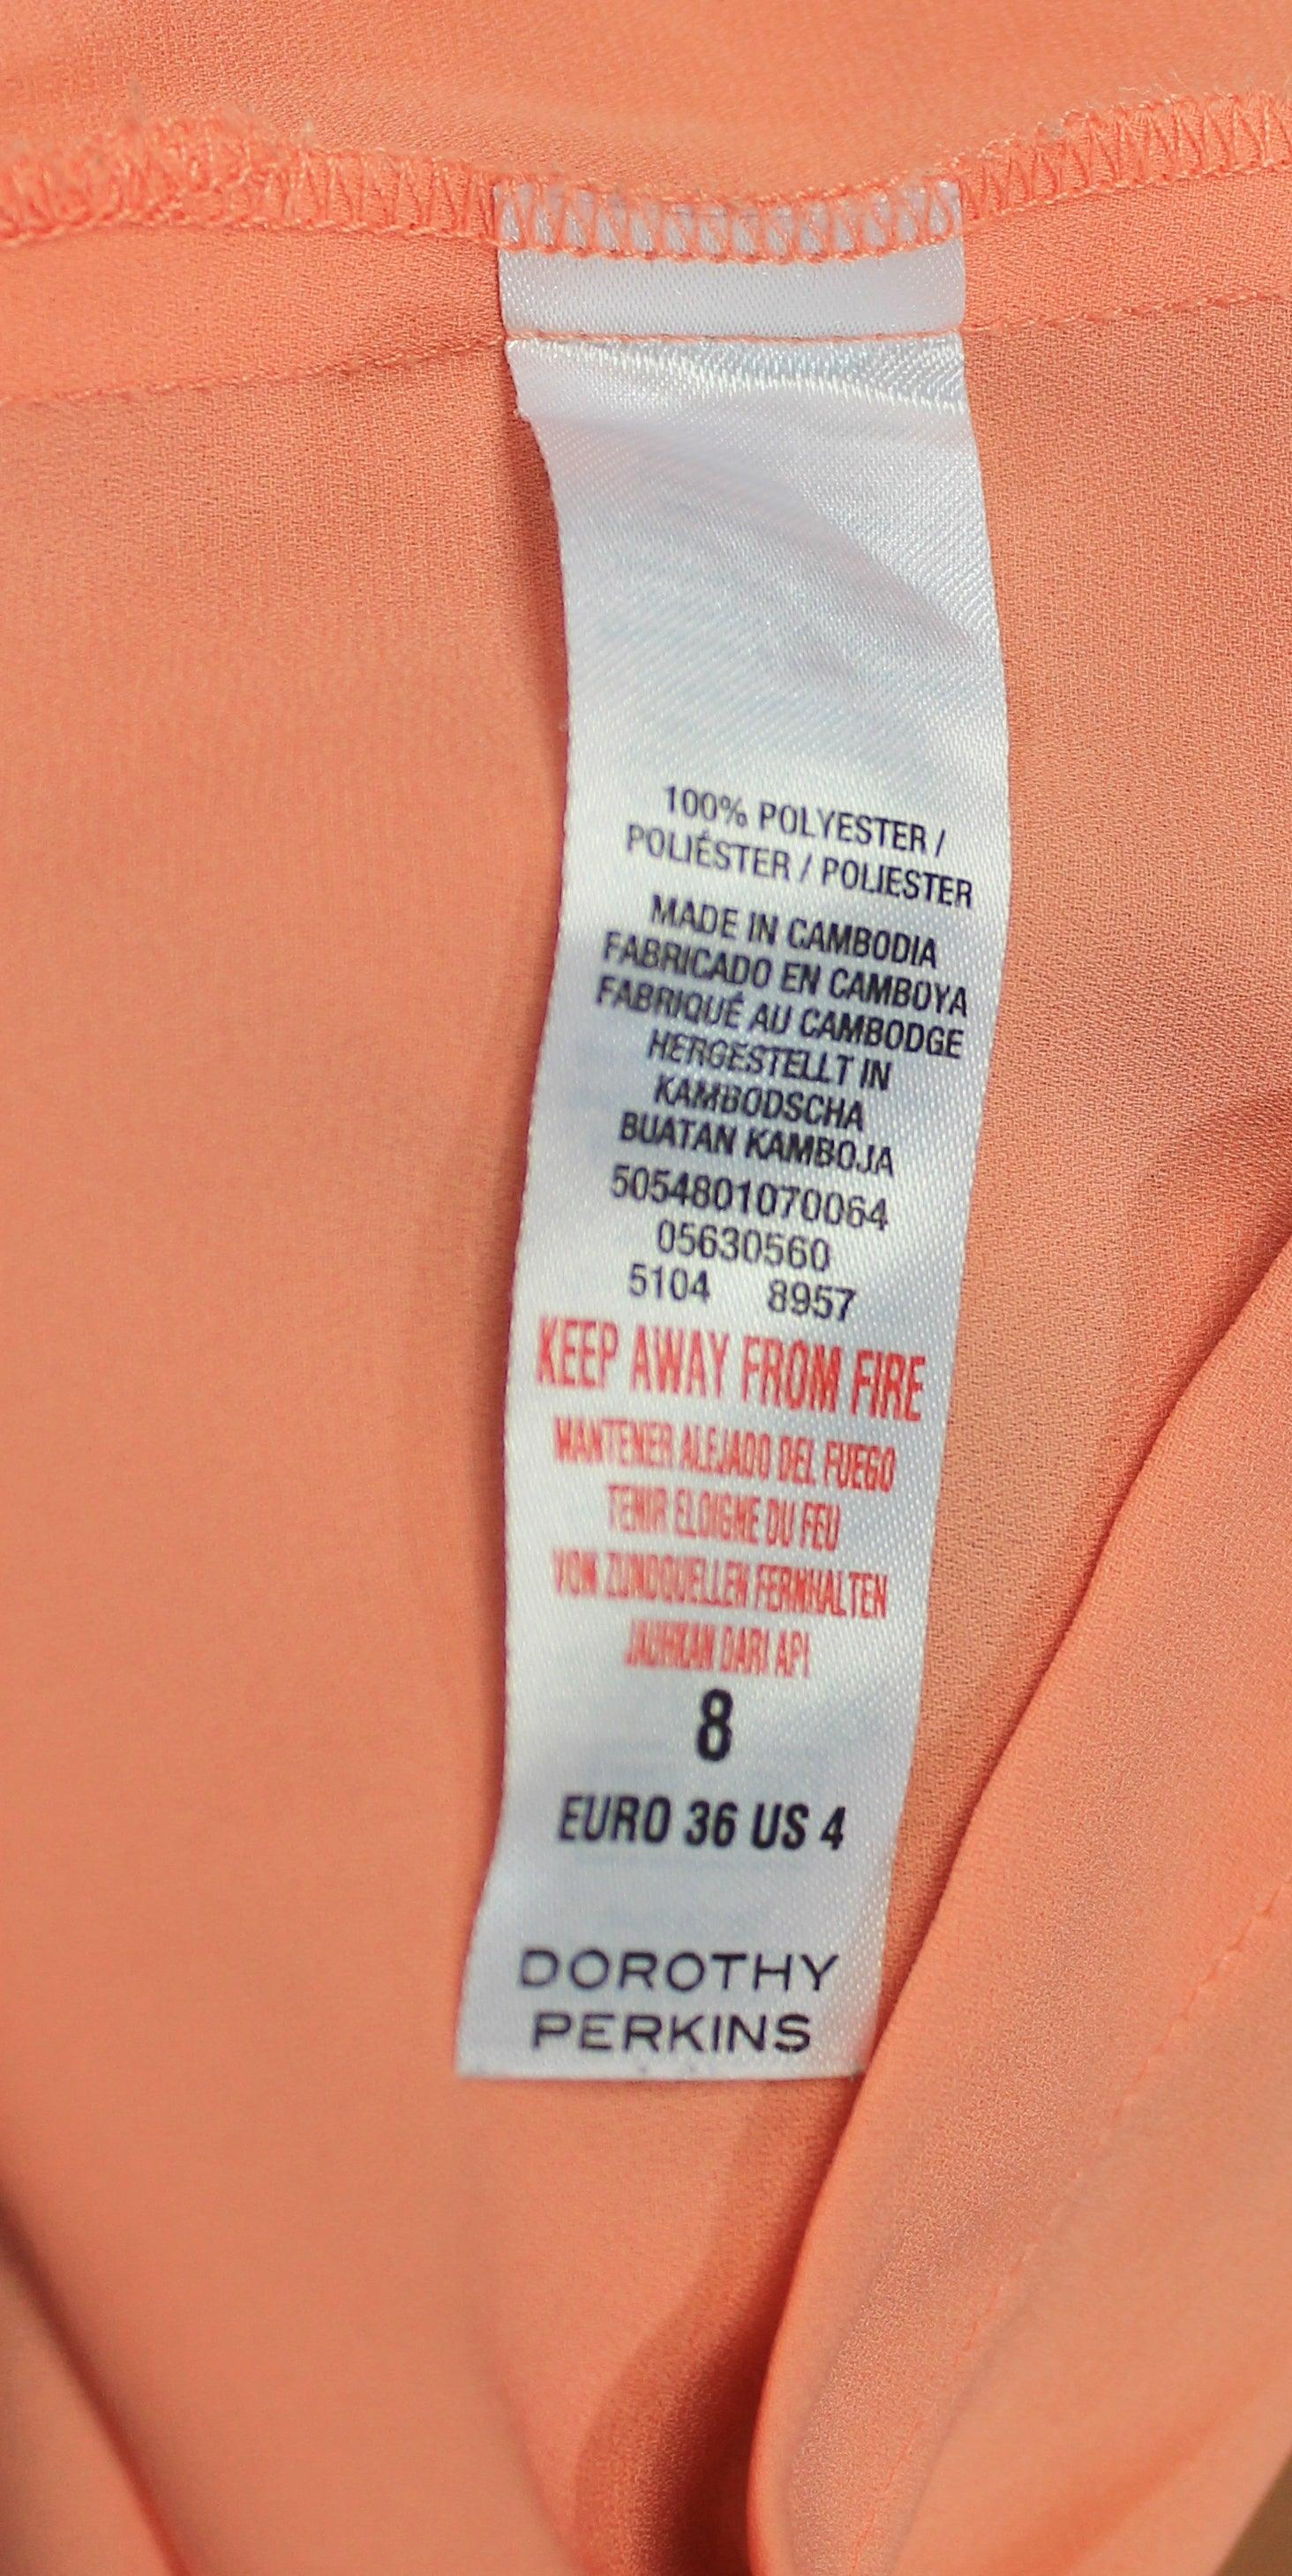 100% POLYESTER /
POLIÉSTER / POLIESTER
MADE IN CAMBODIA
FABRICADO EN CAMBOYA
FABRIQUÉ AU CAMBODGE
HERGESTELLT IN
KAMBODSCHA
BUATAN KAMBOJA
5054801070064
05630560
5104 8957
KEEP AWAY FROM FIRE
MANTENER ALEJADO DEL FUEGO
TENIR ELOIGNE DU FEU
VON ZUNDQUELLEN FERNHALTEN
JAUHKAN DARI API
8
EURO 36 US 4
DOROTHY
PERKINS